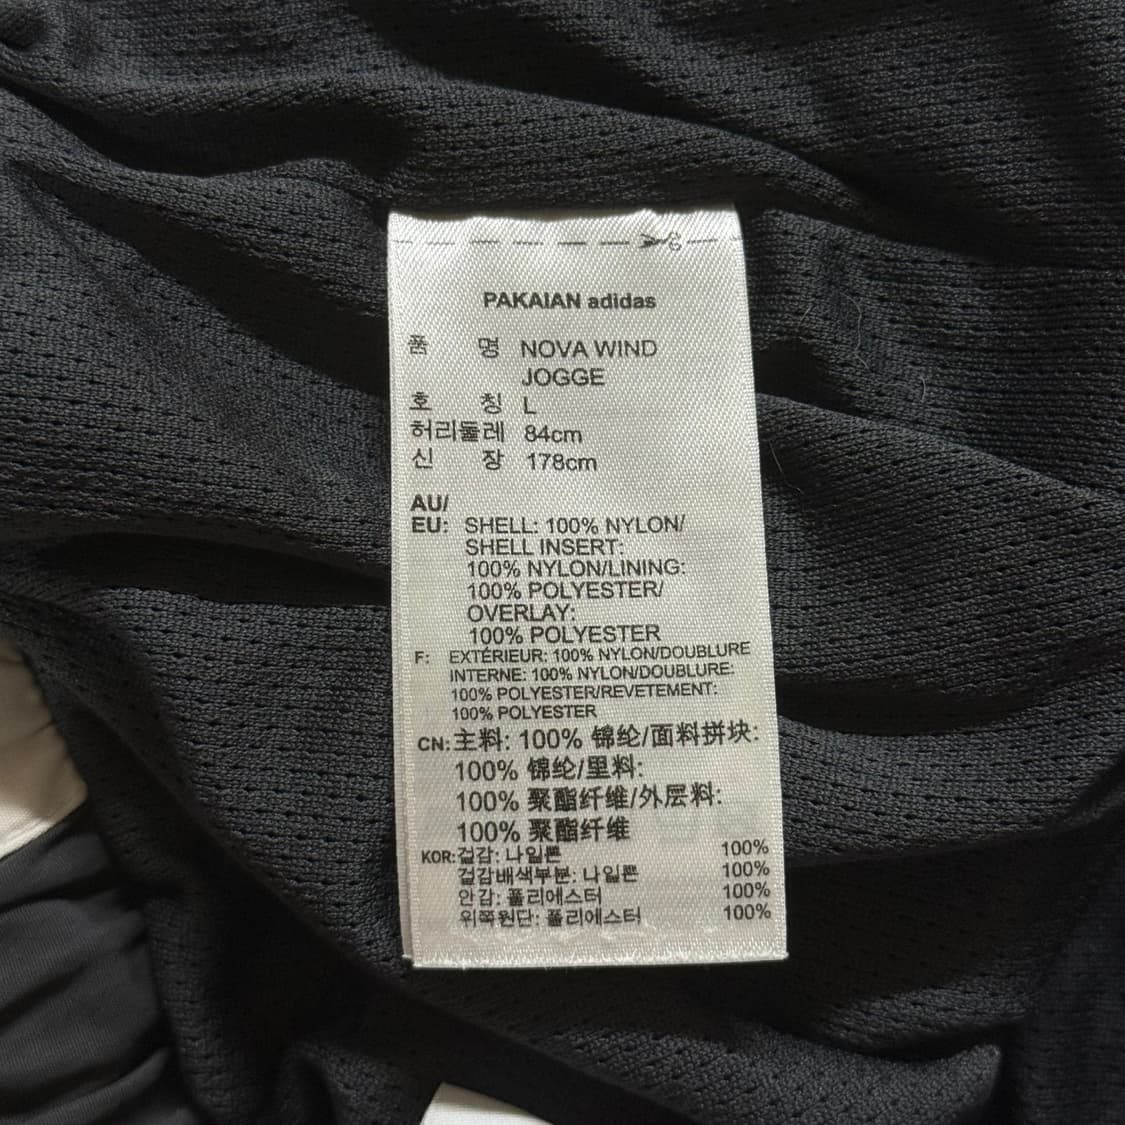 PAKAIAN adidas
품 명 NOVA WIND
JOGGE
호 칭 L
허리둘레 84cm
신 장 178cm
AU/
EU: SHELL: 100% NYLON/
SHELL INSERT:
100% NYLON/LINING:
100% POLYESTER/
OVERLAY:
100% POLYESTER
F: EXTÉRIEUR: 100% NYLON/DOUBLURE
INTERNE: 100% NYLON/DOUBLURE:
100% POLYESTER/REVETEMENT:
100% POLYESTER
CN: 主料: 100% 锦纶/面料拼块:
100% 锦纶/里料:
100% 聚酯纤维/外层料:
100% 聚酯纤维
KOR: 겉감: 나일론 100%
겉감배색부분: 나일론 100%
안감: 폴리에스터 100%
위쪽원단: 폴리에스터 100%